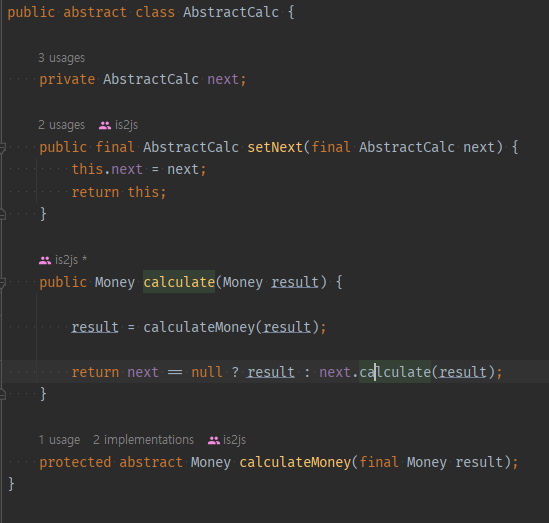 public abstract class AbstractCalc {
3 usages
private AbstractCalc next;
2 usages is2js
public final AbstractCalc setNext(final AbstractCalc next) {
this.next = next;
return this;
}
is2js *
public Money calculate(Money result) {
result = calculateMoney(result);
return next == null ? result : next.calculate(result);
}
1 usage 2 implementations is2js
protected abstract Money calculateMoney(final Money result);
}